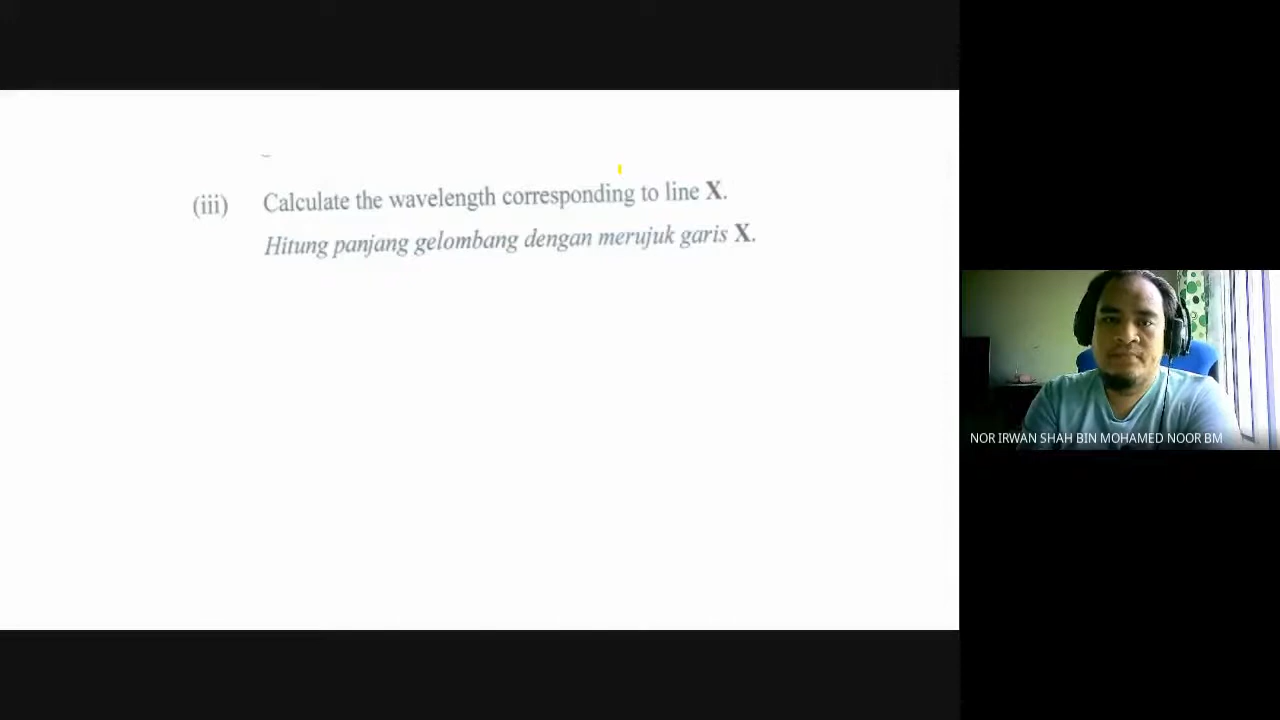 (iii) Calculate the wavelength corresponding to line X.
Hitung panjang gelombang dengan merujuk garis X.
NOR IRWAN SHAH BIN MOHAMED NOOR BM